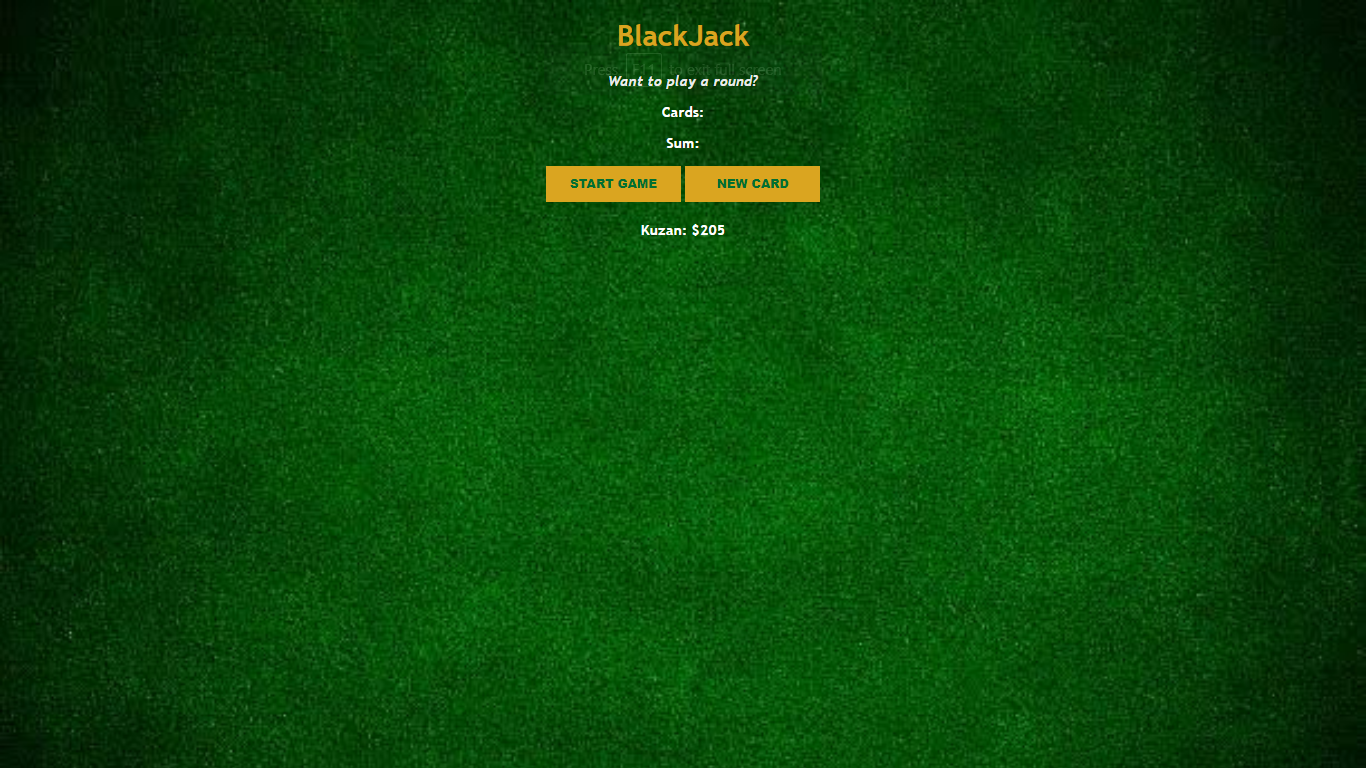 BlackJack
Press F11 to exit full screen
Want to play a round?
Cards:
Sum:
START GAME NEW CARD
Kuzan: $205